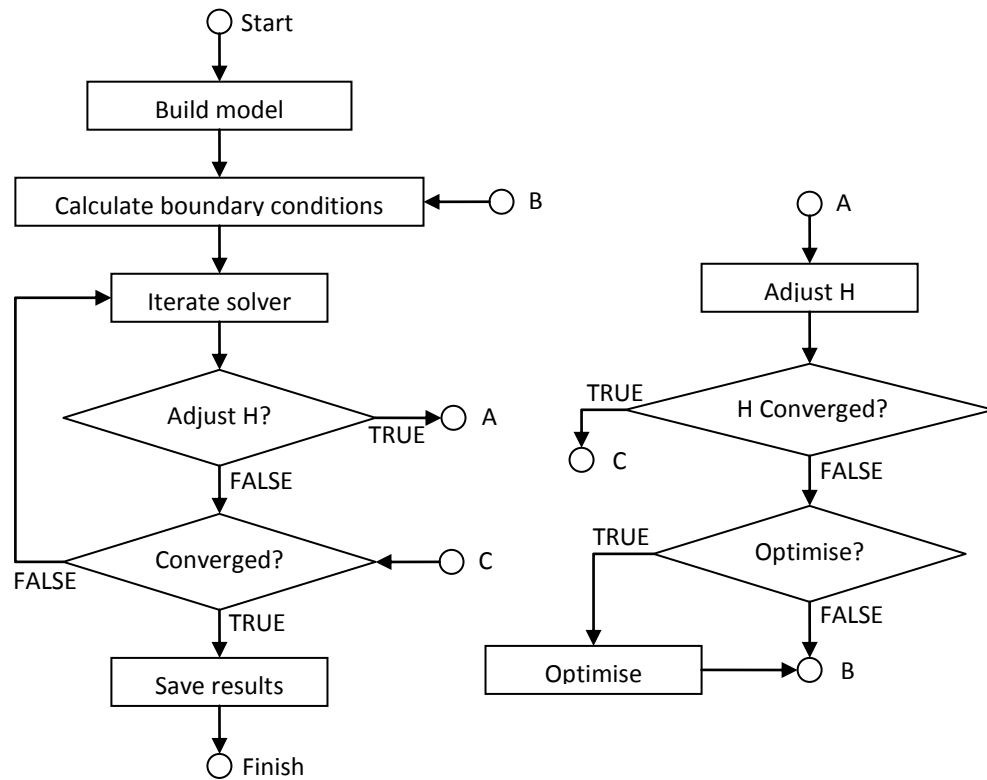 Start
Build model
Calculate boundary conditions
B
Iterate solver
Adjust H?
TRUE
A
FALSE
Converged?
C
FALSE
TRUE
Save results
Finish
A
Adjust H
TRUE
H Converged?
C
FALSE
TRUE
Optimise?
FALSE
Optimise
B